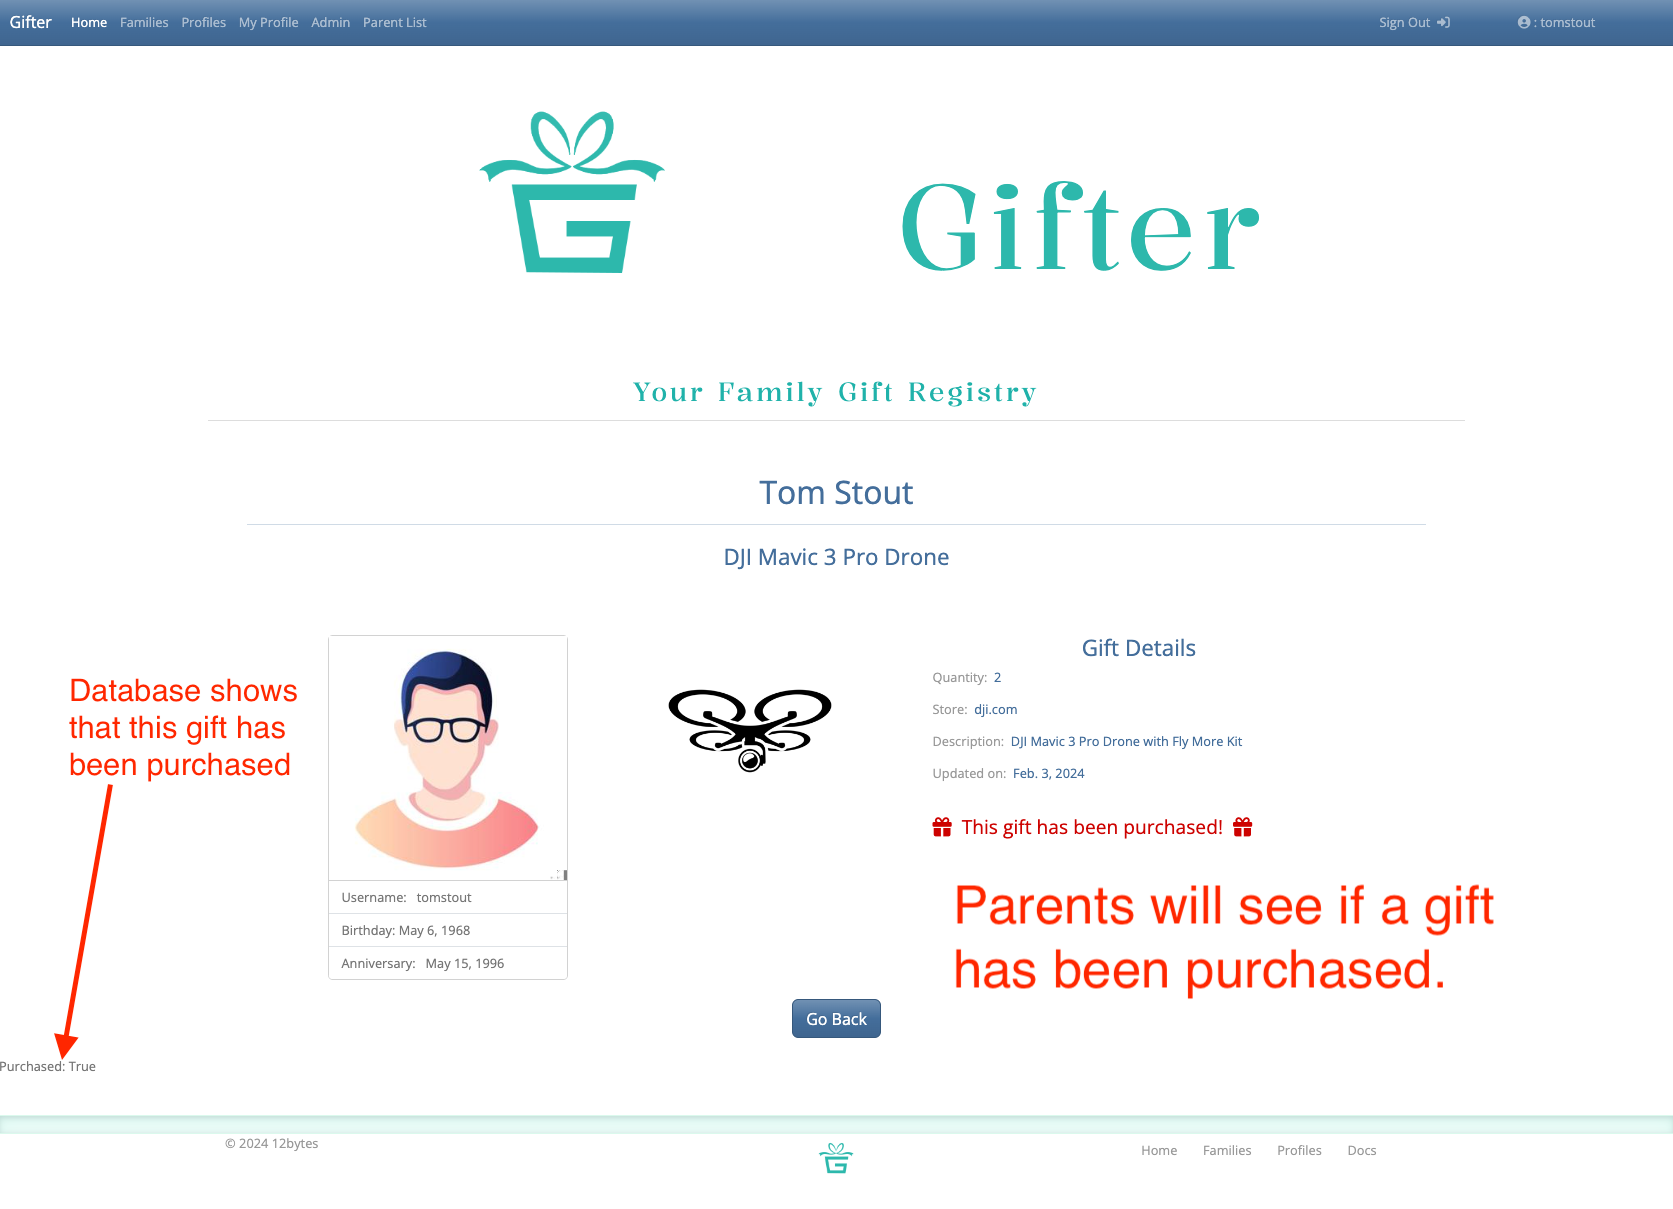 Gifter Home Families Profiles My Profile Admin Parent List Sign Out : tomstout
Gifter
Your Family Gift Registry
Tom Stout
DJI Mavic 3 Pro Drone
Database shows
that this gift has
been purchased
Username: tomstout
Birthday: May 6, 1968
Anniversary: May 15, 1996
Gift Details
Quantity: 2
Store: dji.com
Description: DJI Mavic 3 Pro Drone with Fly More Kit
Updated on: Feb. 3, 2024
This gift has been purchased!
Parents will see if a gift
has been purchased.
Go Back
Purchased: True
© 2024 12bytes
Home Families Profiles Docs